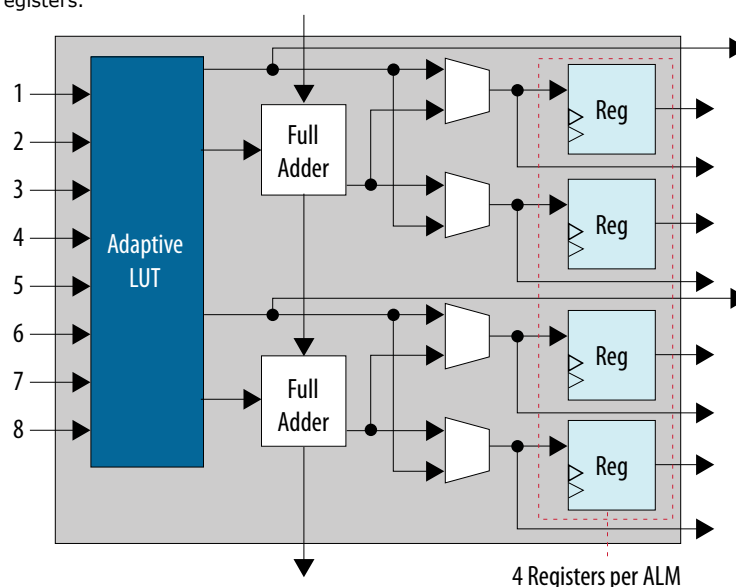 egisters.
1
2
3
4
5
6
7
8
Adaptive
LUT
Full
Adder
Full
Adder
Reg
Reg
Reg
Reg
4 Registers per ALM